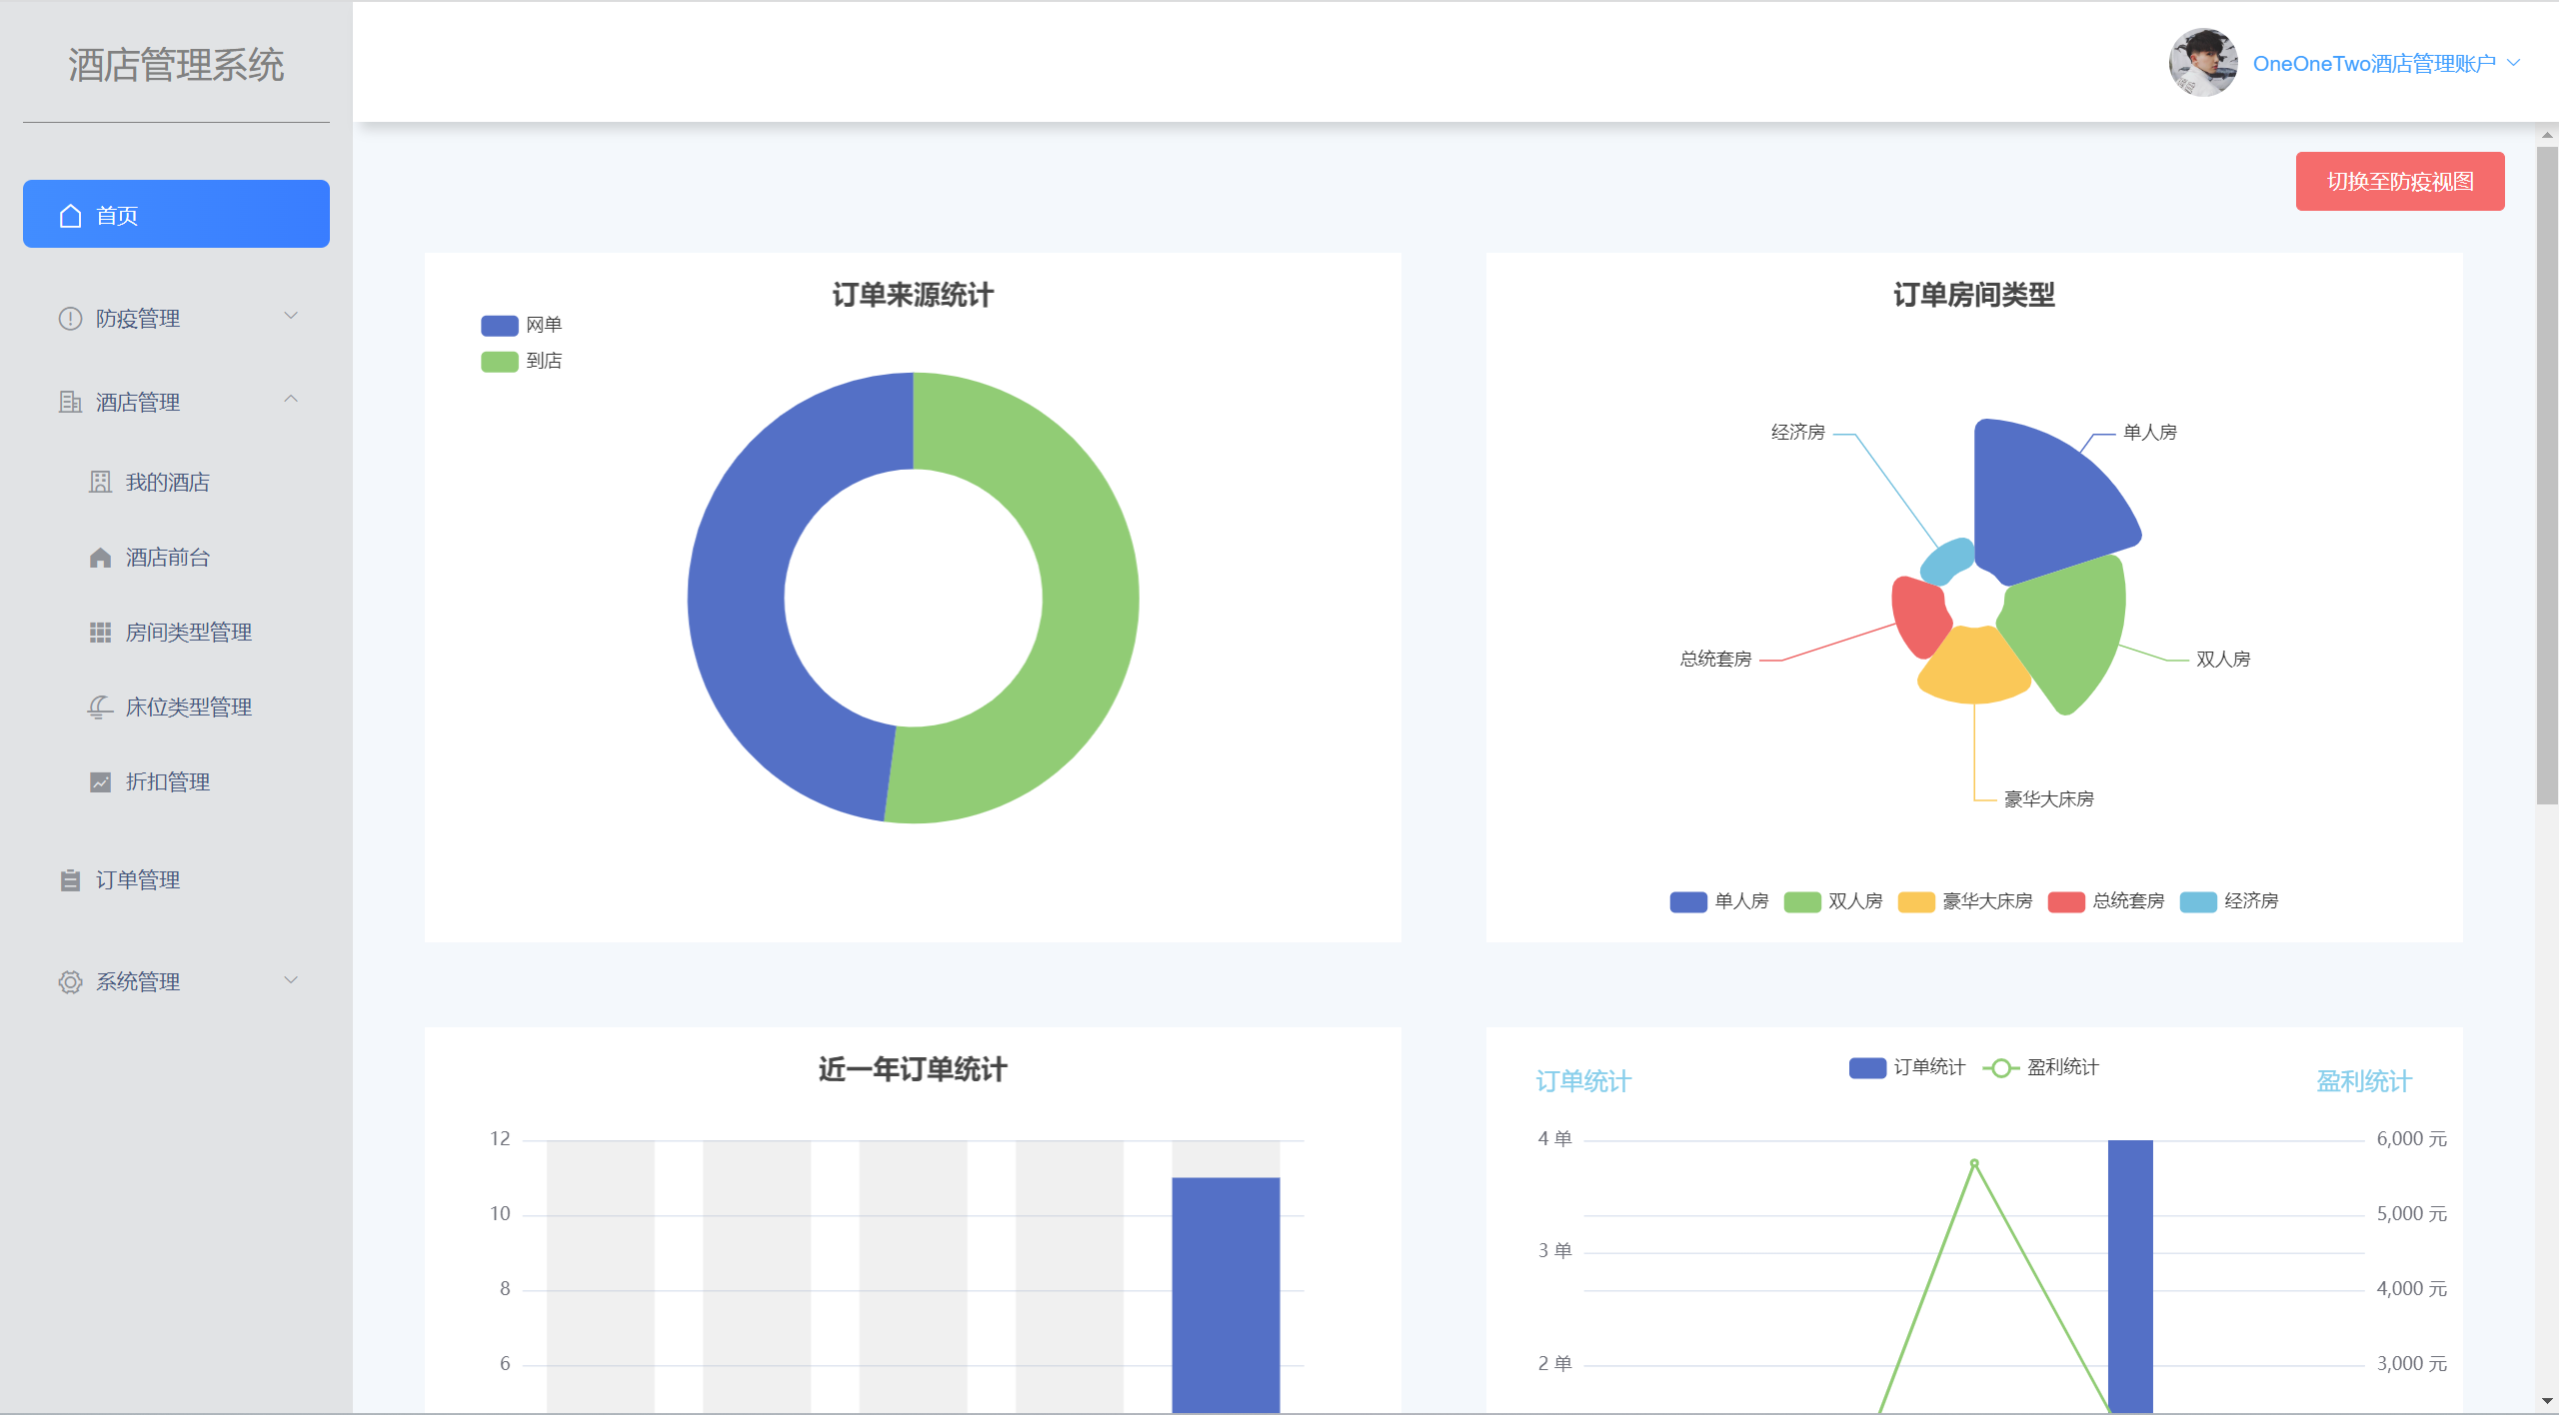 酒店管理系统
OneOneTwo酒店管理账户
首页
防疫管理
酒店管理
我的酒店
酒店前台
房间类型管理
床位类型管理
折扣管理
订单管理
系统管理
切换至防疫视图
订单来源统计
网单
到店
订单房间类型
经济房
单人房
总统套房
双人房
豪华大床房
单人房 双人房 豪华大床房 总统套房 经济房
近一年订单统计
12
10
8
6
订单统计 盈利统计
订单统计
盈利统计
4 单
3 单
2 单
6,000 元
5,000 元
4,000 元
3,000 元